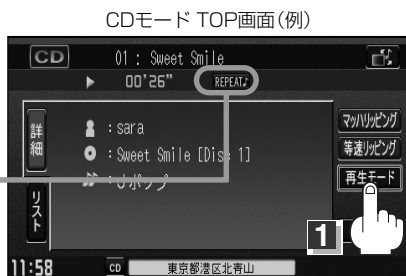 CDモード TOP画面(例)
CD 01 : Sweet Smile
▶ 00'26" REPEAT♪
詳細
: sara
マッハリッピング
: Sweet Smile [Disc 1]
等速リッピング
: Jポップ
再生モード
リスト
1
11:58 CD 東京都港区北青山